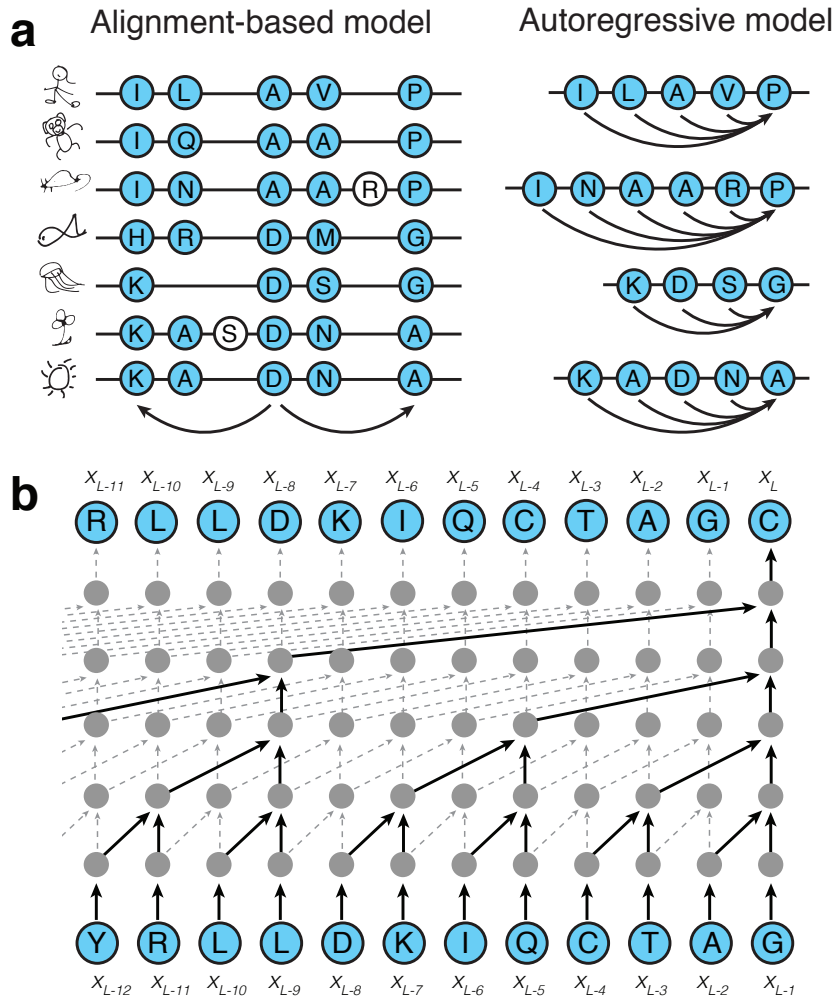 a Alignment-based model Autoregressive model
I L A V P I L A V P
I Q A A P
I N A A R P I N A A R P
H R D M G
K D S G K D S G
K A S D N A
K A D N A K A D N A
b X_{L-11} X_{L-10} X_{L-9} X_{L-8} X_{L-7} X_{L-6} X_{L-5} X_{L-4} X_{L-3} X_{L-2} X_{L-1} X_L
R L L D K I Q C T A G C
Y R L L D K I Q C T A G
X_{L-12} X_{L-11} X_{L-10} X_{L-9} X_{L-8} X_{L-7} X_{L-6} X_{L-5} X_{L-4} X_{L-3} X_{L-2} X_{L-1}